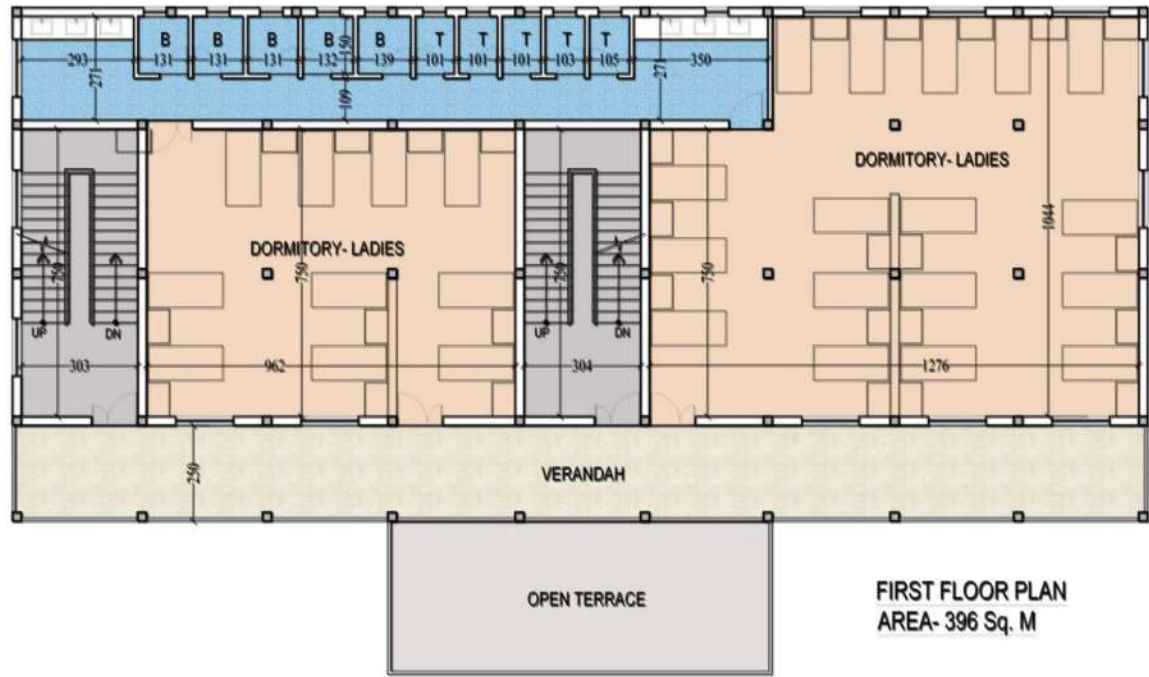 B B B B B T T T T T
293 131 131 131 132 139 101 101 101 103 105 350
150
271 109 271
DORMITORY- LADIES
DORMITORY- LADIES
1044
750 750 750 750
UP DN UP DN
303 962 304 1276
250
VERANDAH
OPEN TERRACE
FIRST FLOOR PLAN
AREA- 396 Sq. M